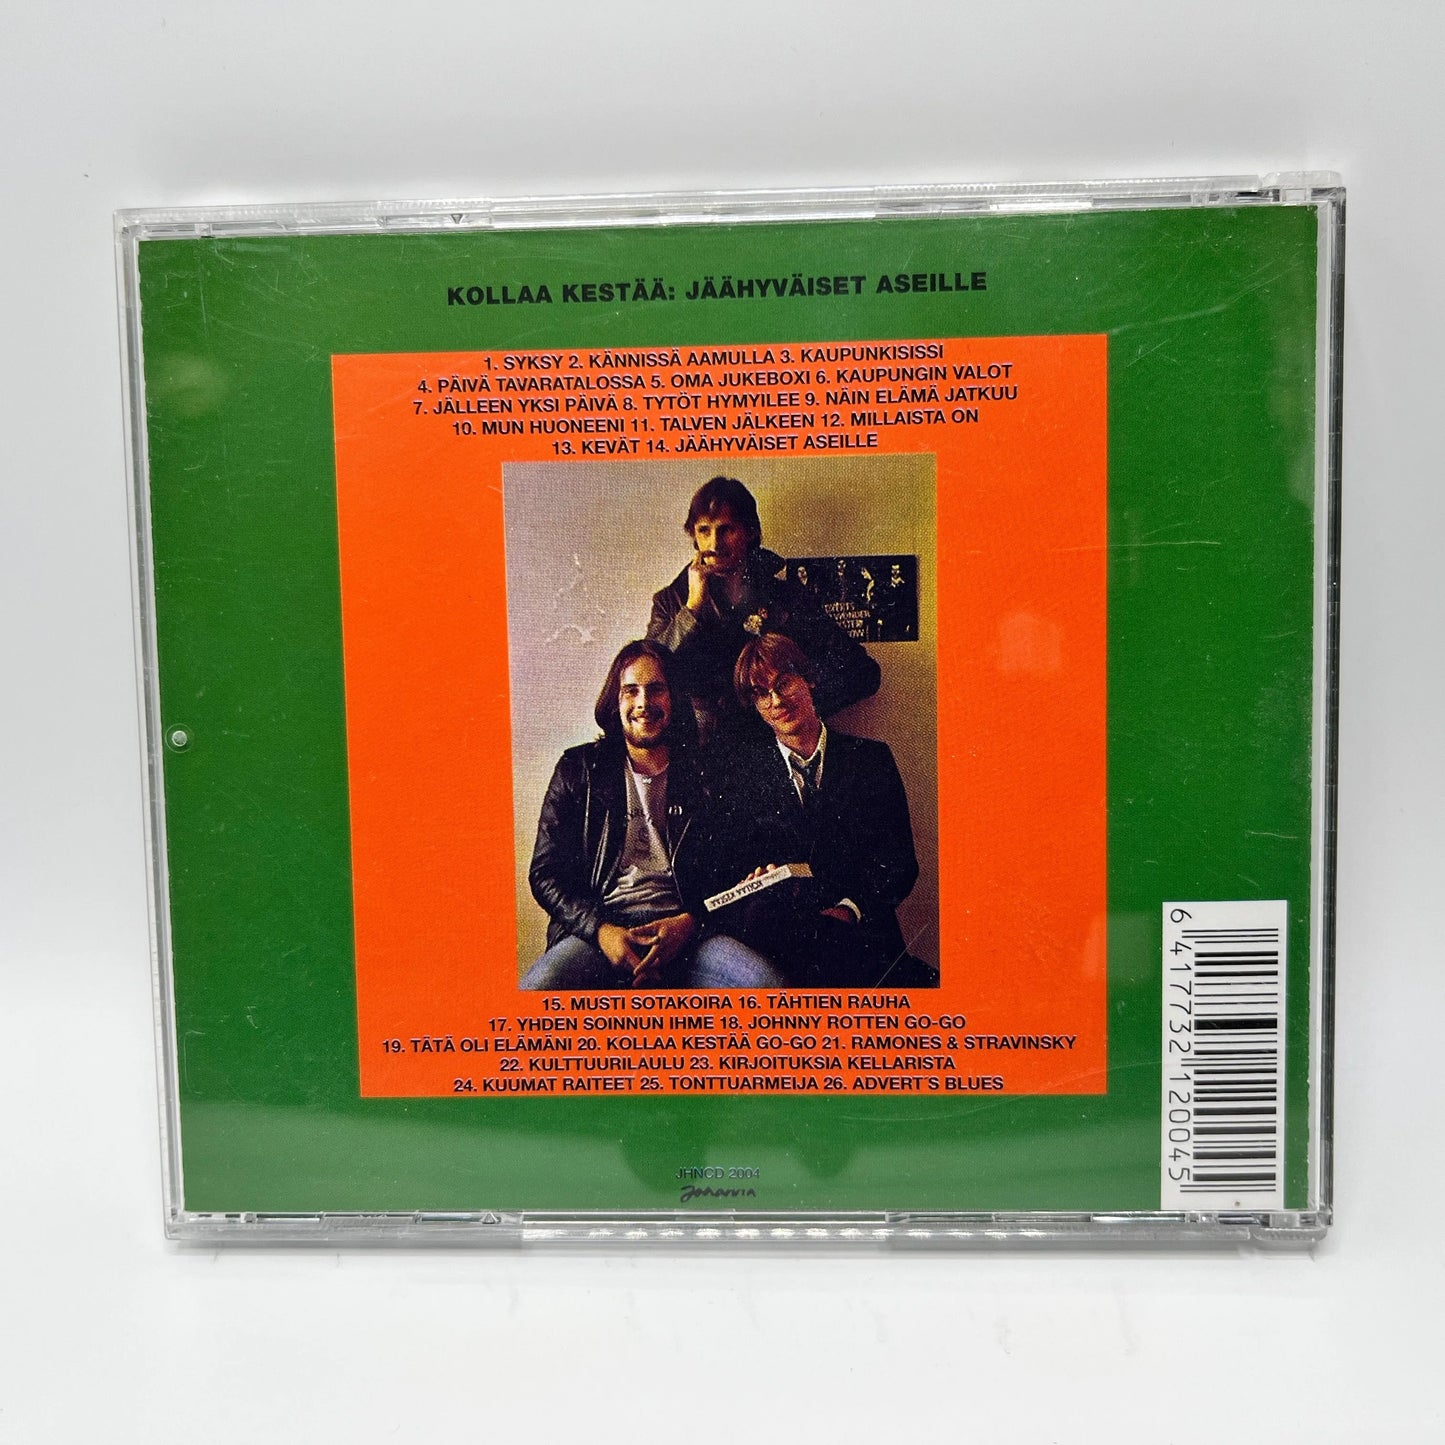 KOLLAA KESTÄÄ: JÄÄHYVÄISET ASEILLE
1. SYKSY 2. KÄNNISSÄ AAMULLA 3. KAUPUNKISISSI
4. PÄIVÄ TAVARATALOSSA 5. OMA JUKEBOXI 6. KAUPUNGIN VALOT
7. JÄLLEEN YKSI PÄIVÄ 8. TYTÖT HYMYILEE 9. NÄIN ELÄMÄ JATKUU
10. MUN HUONEENI 11. TALVEN JÄLKEEN 12. MILLAISTA ON
13. KEVÄT 14. JÄÄHYVÄISET ASEILLE
KOLLAA KESTÄÄ
15. MUSTI SOTAKOIRA 16. TÄHTIEN RAUHA
17. YHDEN SOINNUN IHME 18. JOHNNY ROTTEN GO-GO
19. TÄTÄ OLI ELÄMÄNI 20. KOLLAA KESTÄÄ GO-GO 21. RAMONES & STRAVINSKY
22. KULTTUURILAULU 23. KIRJOITUKSIA KELLARISTA
24. KUUMAT RAITEET 25. TONTTUARMEIJA 26. ADVERT´S BLUES
JHNCD 2004
Johanna
6 417732 120045